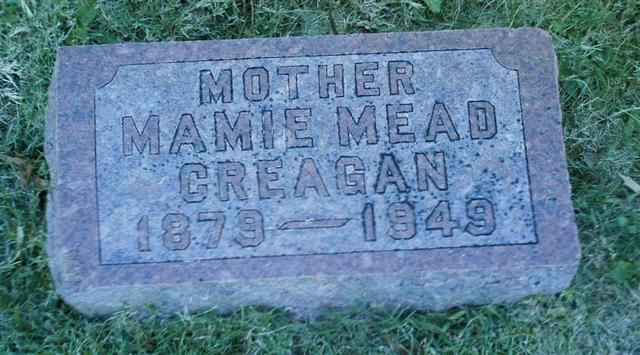 MOTHER
MAMIE MEAD
CREAGAN
1879 — 1949